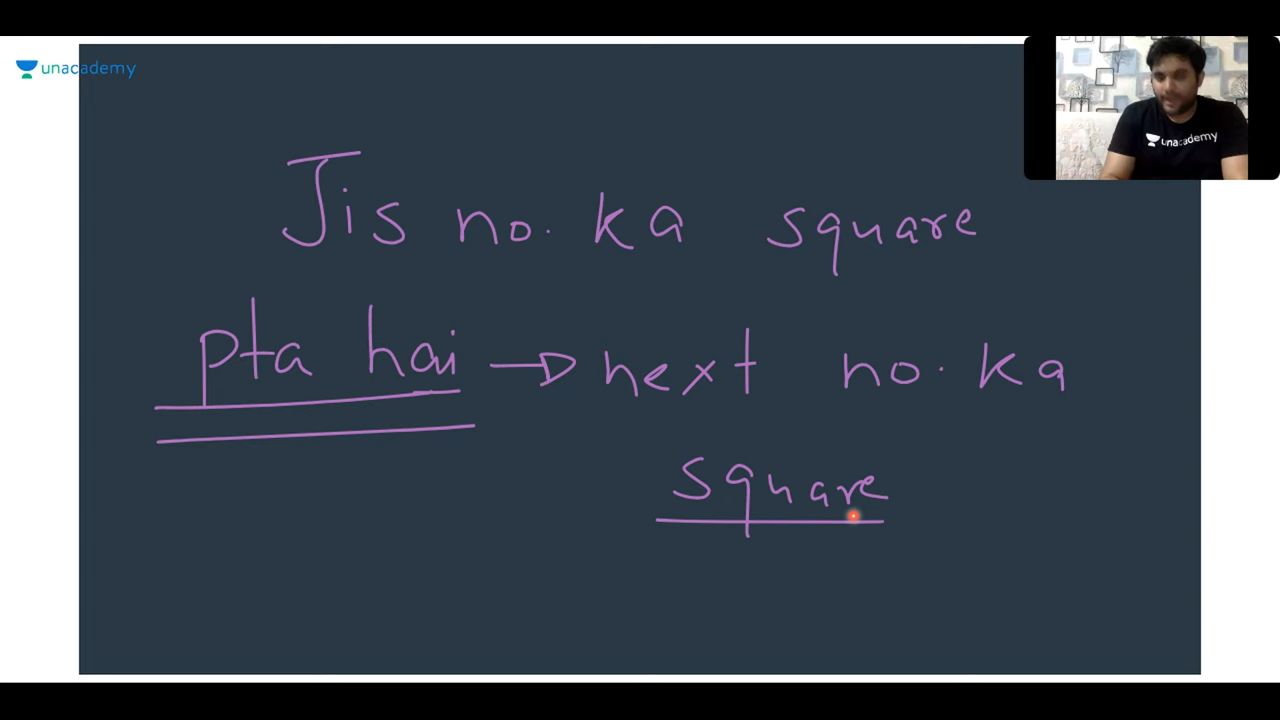 unacademy
unacademy
Jis no. ka square
pta hai → next no. ka
square